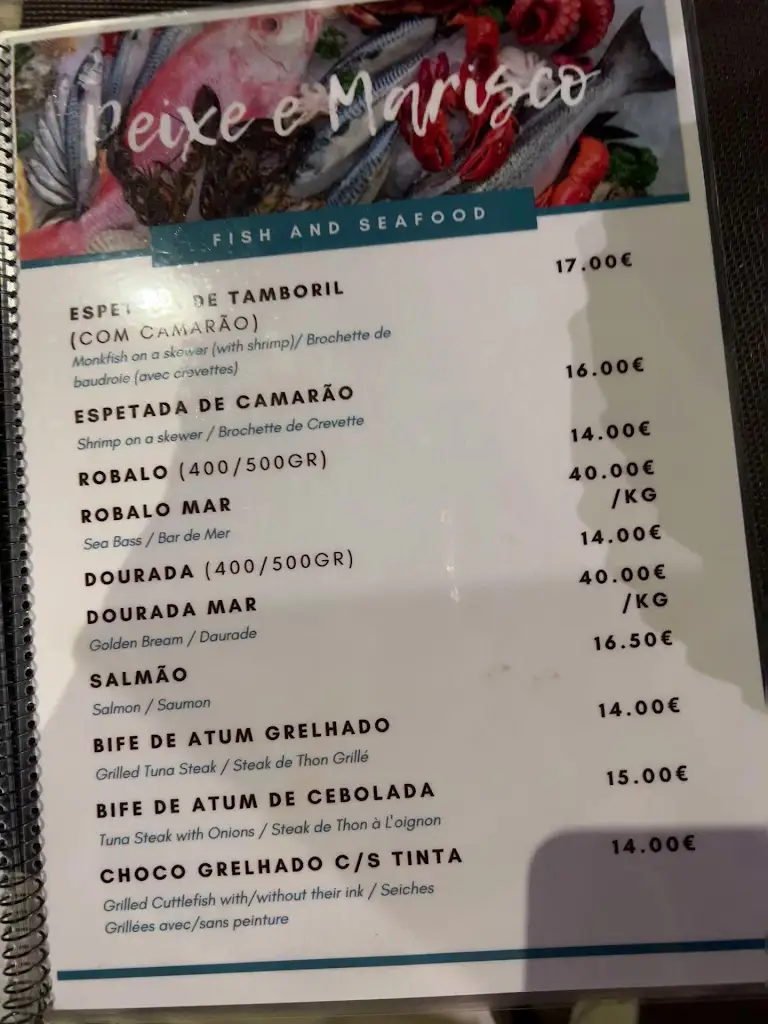 Peixe e Marisco
FISH AND SEAFOOD
DE TAMBORIL 17.00€
(COM CAMARÃO)
Monkfish on a skewer (with shrimp)/ Brochette de
baudroie (avec crevettes)
ESPETADA DE CAMARÃO 16.00€
Shrimp on a skewer / Brochette de Crevette
ROBALO (400/500GR) 14.00€
ROBALO MAR 40.00€
/KG
Sea Bass / Bar de Mer
DOURADA (400/500GR) 14.00€
DOURADA MAR 40.00€
/KG
Golden Bream / Daurade
SALMÃO 16.50€
Salmon / Saumon
BIFE DE ATUM GRELHADO 14.00€
Grilled Tuna Steak / Steak de Thon Grillé
BIFE DE ATUM DE CEBOLADA 15.00€
Tuna Steak with Onions / Steak de Thon à L'oignon
CHOCO GRELHADO C/S TINTA 14.00€
Grilled Cuttlefish with/without their ink / Seiches
Grillées avec/sans peinture